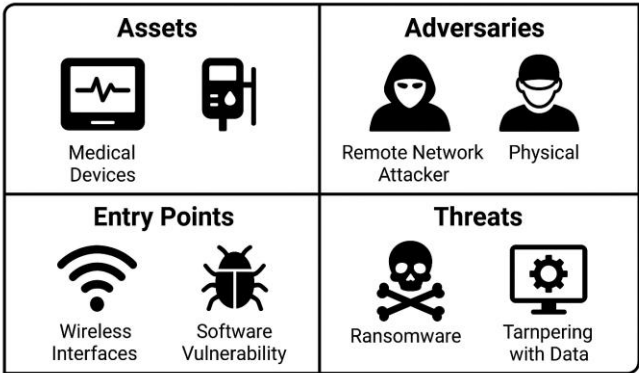 Assets
Medical
Devices
Adversaries
Remote Network
Attacker
Physical
Entry Points
Wireless
Interfaces
Software
Vulnerability
Threats
Ransomware
Tarnpering
with Data